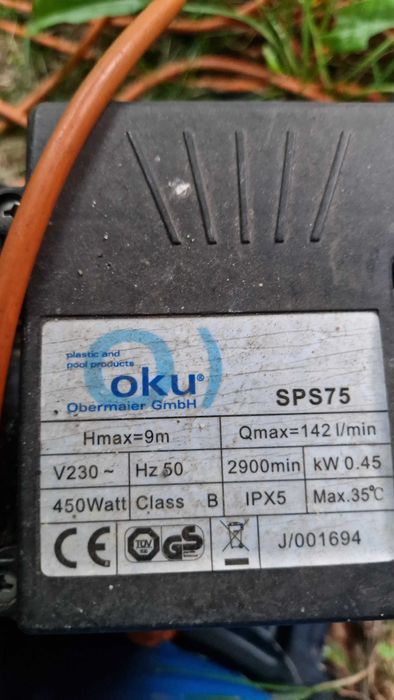 plastic and
pool products
oku®
Obermaier GmbH
SPS75
Hmax=9m Qmax=142 l/min
V230 ~ Hz 50 2900min kW 0.45
450Watt Class B IPX5 Max.35℃
CE TÜV GS J/001694